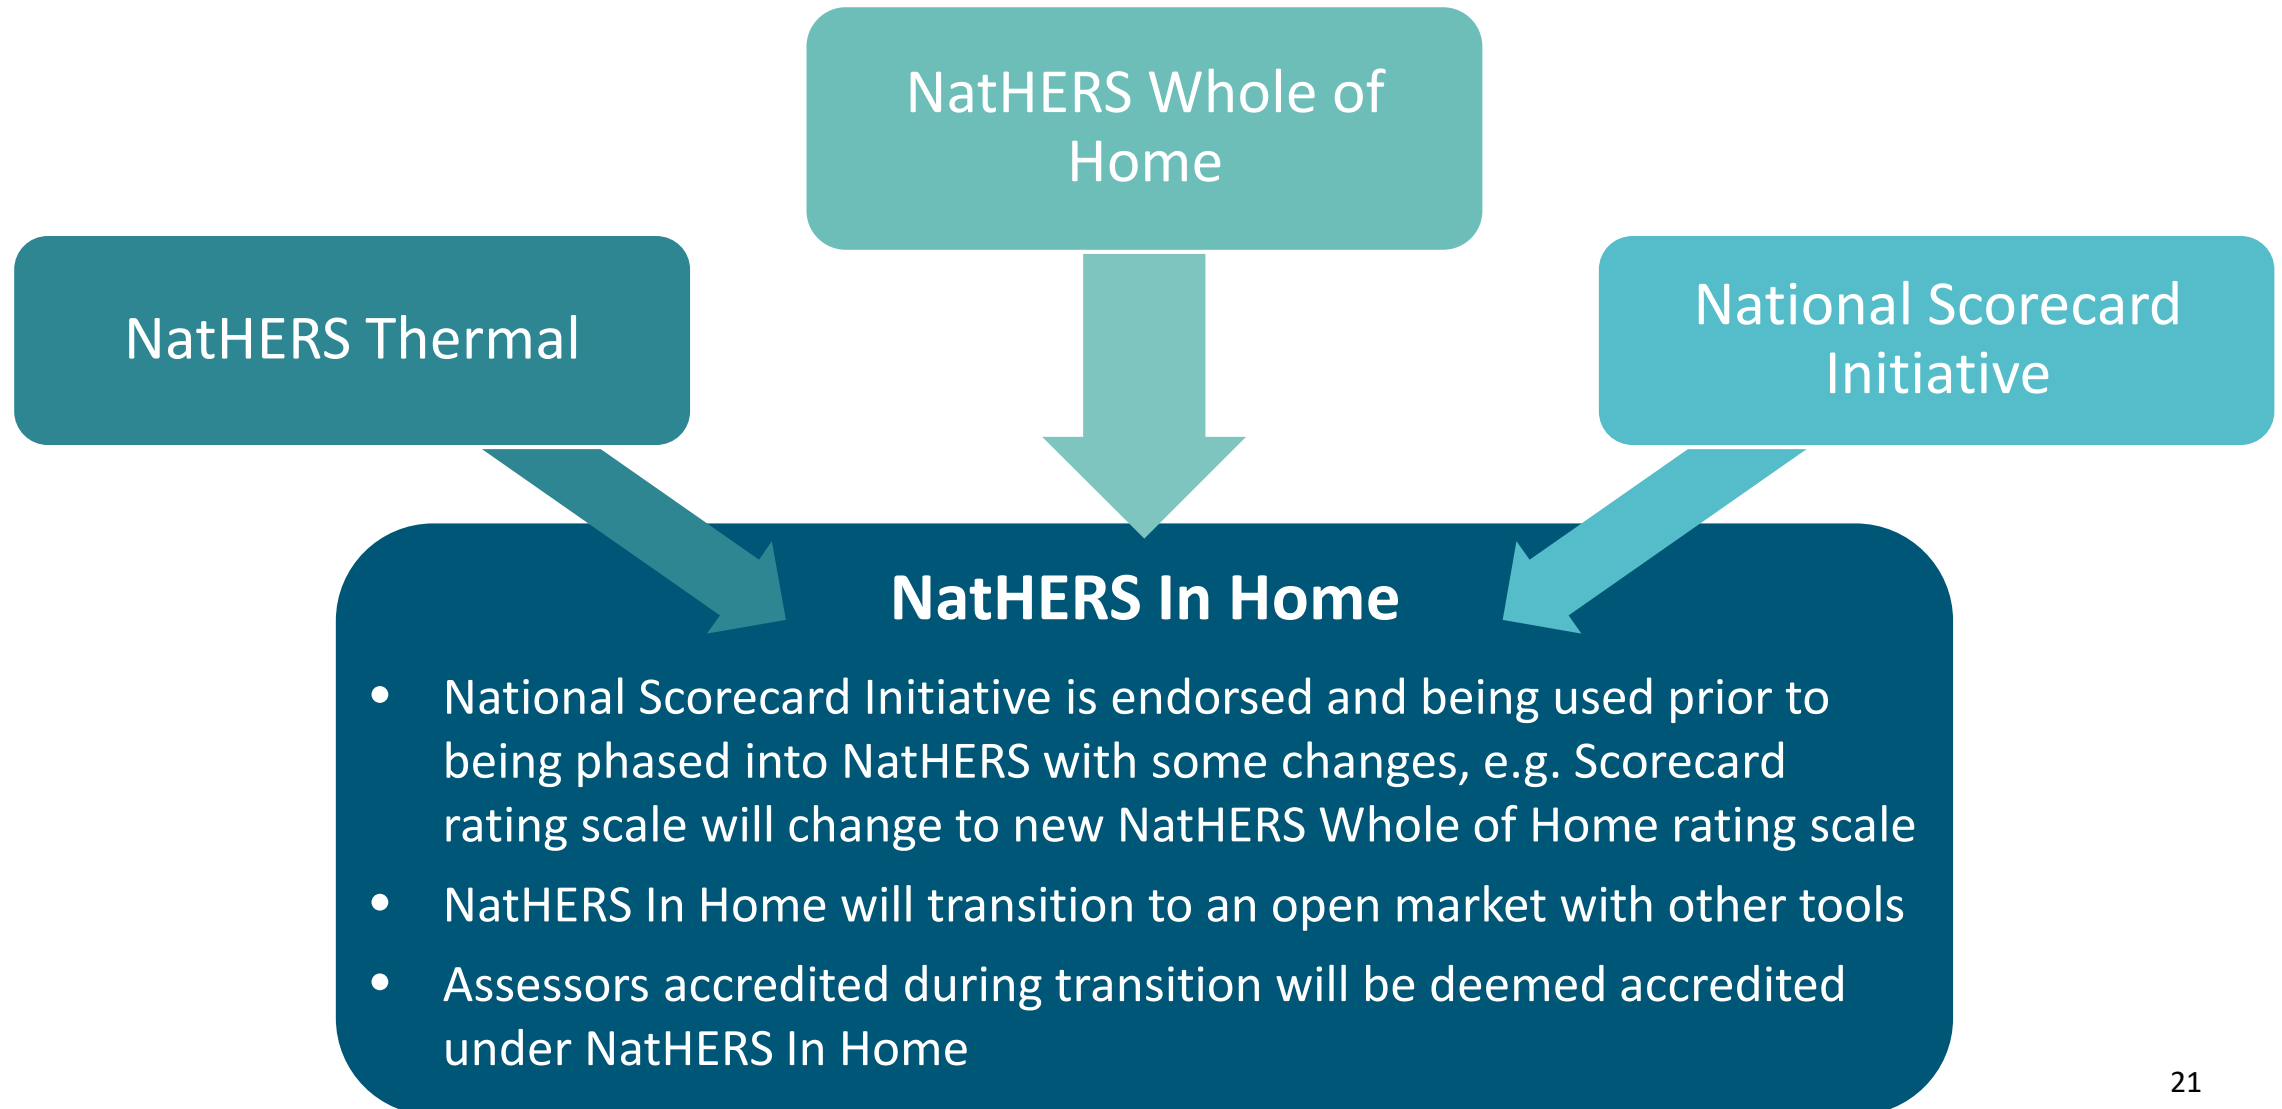 NatHERS Whole of
Home
NatHERS Thermal
National Scorecard
Initiative
NatHERS In Home
• National Scorecard Initiative is endorsed and being used prior to
being phased into NatHERS with some changes, e.g. Scorecard
rating scale will change to new NatHERS Whole of Home rating scale
• NatHERS In Home will transition to an open market with other tools
• Assessors accredited during transition will be deemed accredited
under NatHERS In Home
21